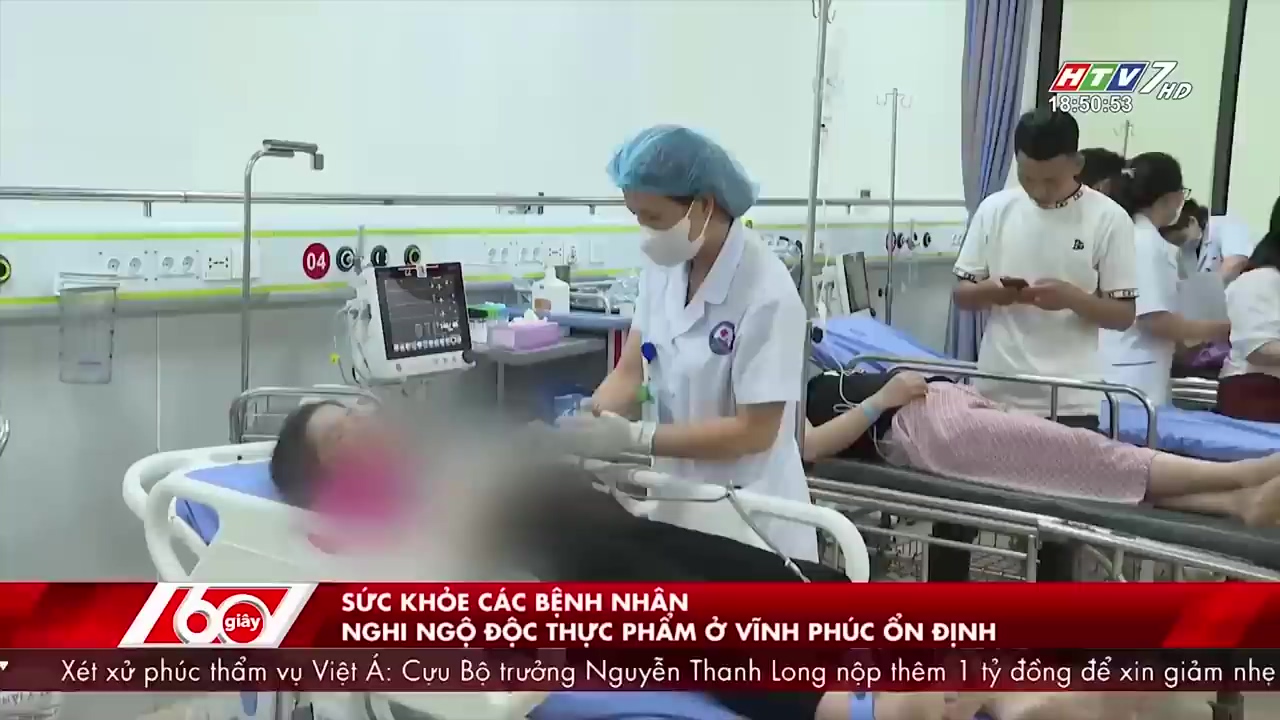 HTV7 HD
18:50:53
04
60 giây
SỨC KHỎE CÁC BỆNH NHÂN
NGHI NGỘ ĐỘC THỰC PHẨM Ở VĨNH PHÚC ỔN ĐỊNH
Xét xử phúc thẩm vụ Việt Á: Cựu Bộ trưởng Nguyễn Thanh Long nộp thêm 1 tỷ đồng để xin giảm nhẹ